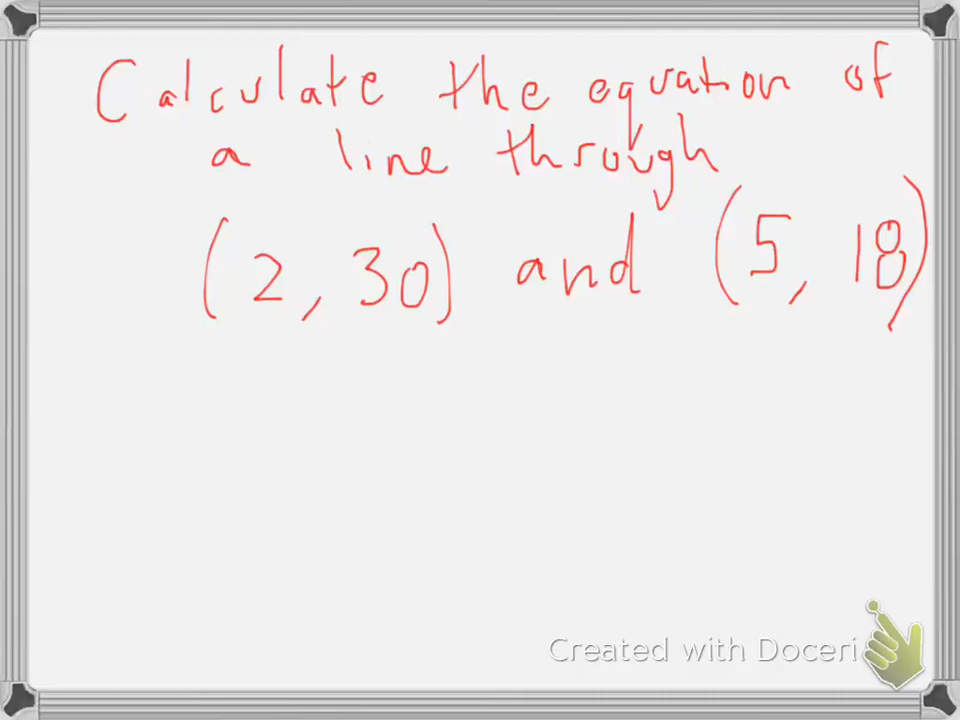 Calculate the equation of
a line through
(2, 30) and (5, 18)
Created with Doceri